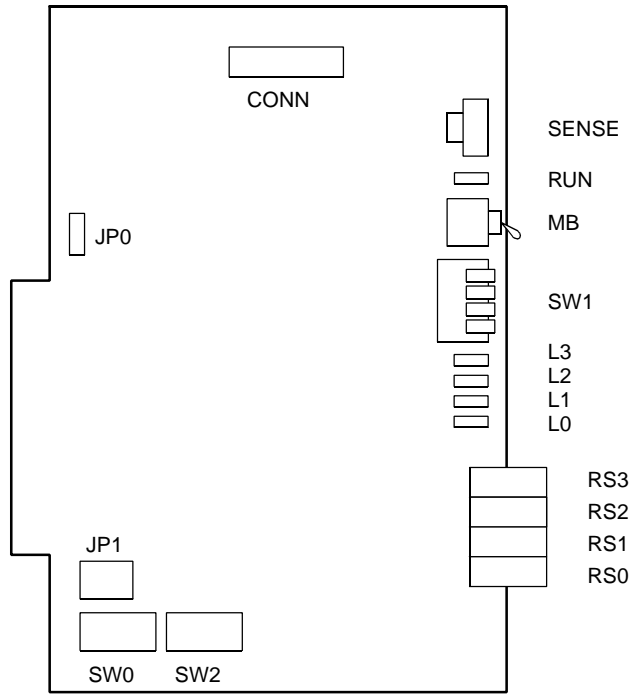 CONN
SENSE
RUN
MB
JP0
SW1
L3
L2
L1
L0
RS3
RS2
RS1
RS0
JP1
SW0 SW2